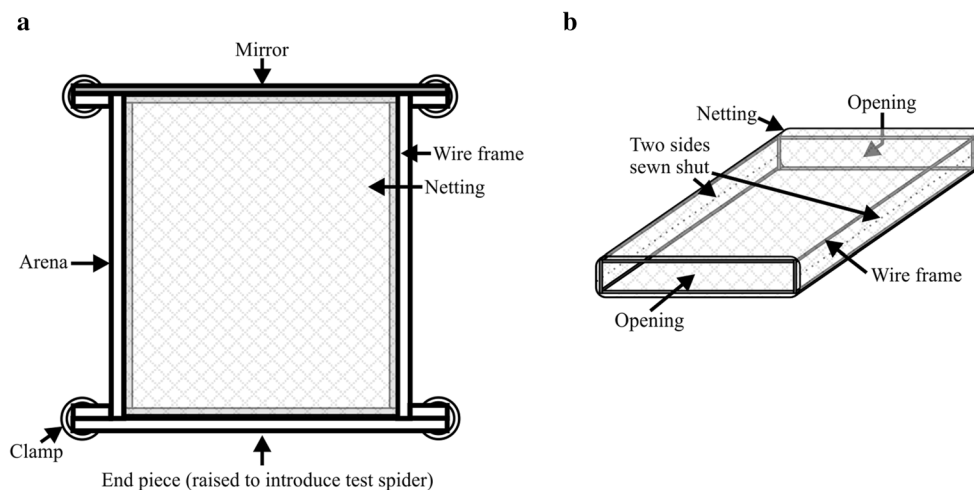 a
Mirror
Wire frame
Netting
Arena
Clamp
End piece (raised to introduce test spider)
b
Netting
Opening
Two sides
sewn shut
Wire frame
Opening